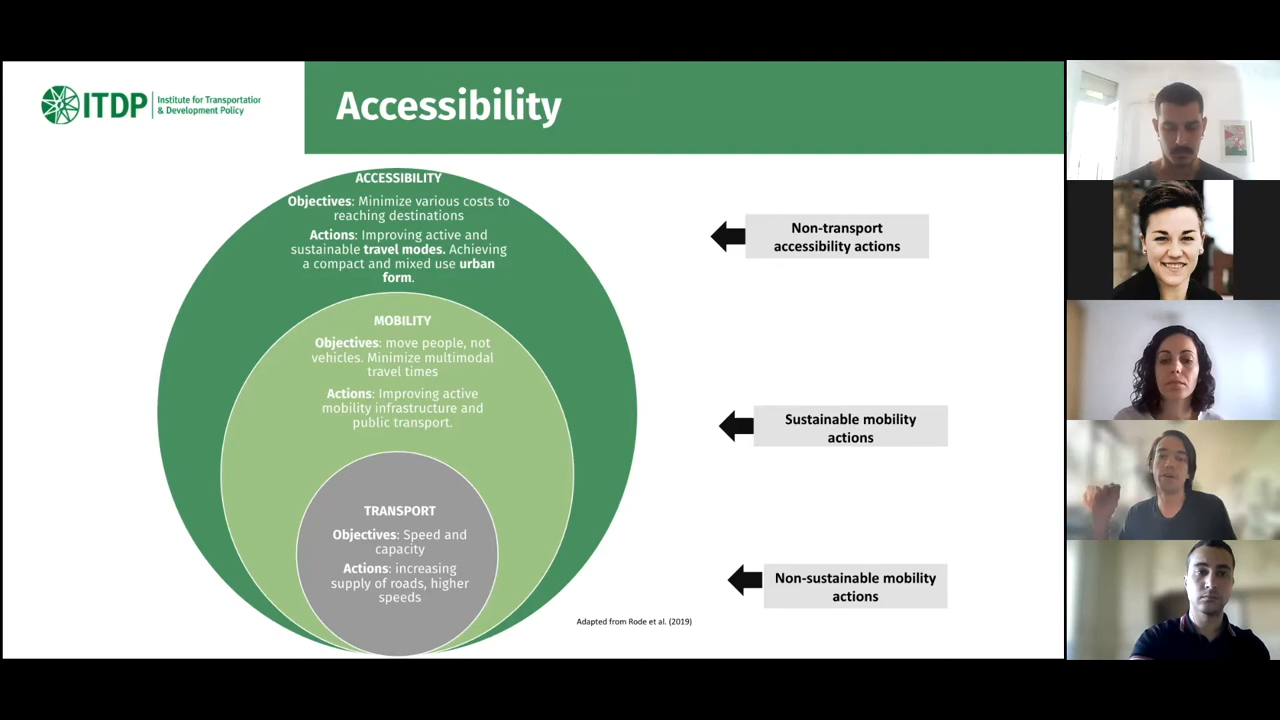 ITDP
Institute for Transportation
& Development Policy
Accessibility
ACCESSIBILITY
Objectives: Minimize various costs to
reaching destinations
Actions: Improving active and
sustainable travel modes. Achieving
a compact and mixed use urban
form.
MOBILITY
Objectives: move people, not
vehicles. Minimize multimodal
travel times
Actions: Improving active
mobility infrastructure and
public transport.
TRANSPORT
Objectives: Speed and
capacity
Actions: increasing
supply of roads, higher
speeds
Non-transport
accessibility actions
Sustainable mobility
actions
Non-sustainable mobility
actions
Adapted from Rode et al. (2019)